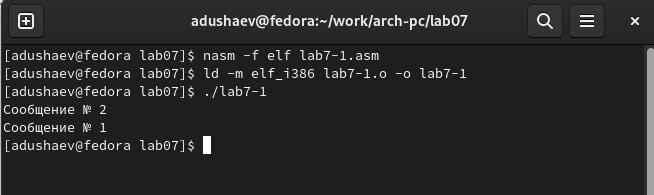 adushaev@fedora:~/work/arch-pc/lab07
[adushaev@fedora lab07]$ nasm -f elf lab7-1.asm
[adushaev@fedora lab07]$ ld -m elf_i386 lab7-1.o -o lab7-1
[adushaev@fedora lab07]$ ./lab7-1
Сообщение № 2
Сообщение № 1
[adushaev@fedora lab07]$